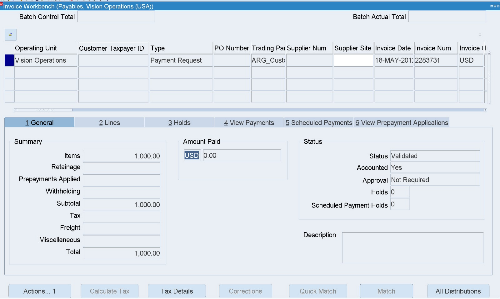 Invoice Workbench (Payables, Vision Operations (USA))
Batch Control Total Batch Actual Total
Operating Unit Customer Taxpayer ID Type PO Number Trading Par Supplier Num Supplier Site Invoice Date Invoice Num Invoice
Vision Operations Payment Request ARG_Custi 18-MAY-201 2283731 USD
1 General 2 Lines 3 Holds 4 View Payments 5 Scheduled Payments 6 View Prepayment Applications
Summary Amount Paid Status
Items 1,000.00 USD 0.00 Status Validated
Retainage Accounted Yes
Prepayments Applied Approval Not Required
Withholding Holds 0
Subtotal 1,000.00 Scheduled Payment Holds 0
Tax
Freight
Miscellaneous Description
Total 1,000.00
Actions... 1 Calculate Tax Tax Details Corrections Quick Match Match All Distributions